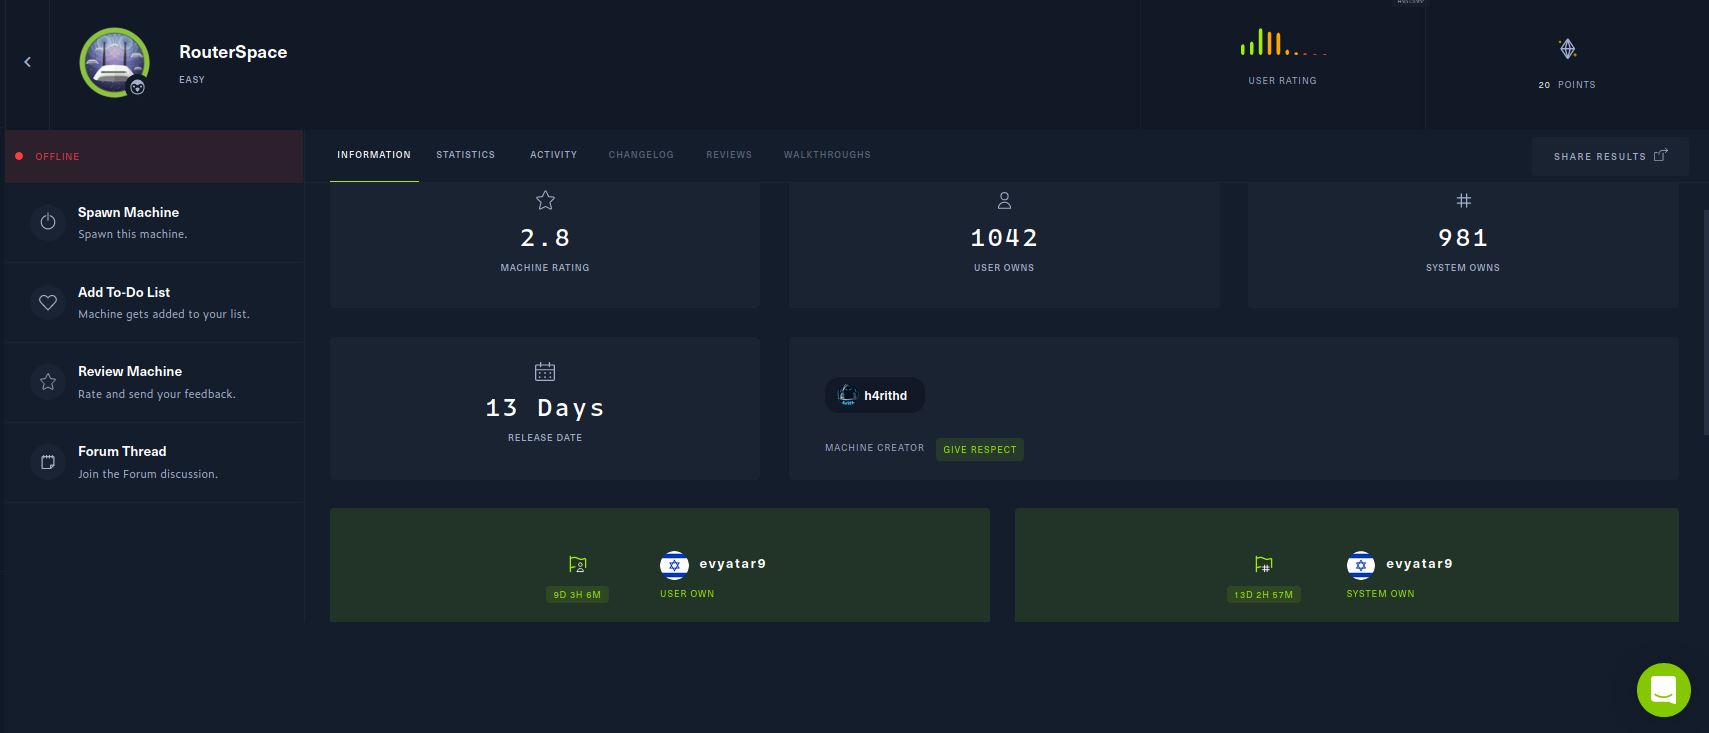 RouterSpace
EASY
USER RATING
20 POINTS
OFFLINE
INFORMATION STATISTICS ACTIVITY CHANGELOG REVIEWS WALKTHROUGHS
SHARE RESULTS
Spawn Machine
Spawn this machine.
Add To-Do List
Machine gets added to your list.
Review Machine
Rate and send your feedback.
Forum Thread
Join the Forum discussion.
2.8
MACHINE RATING
1042
USER OWNS
981
SYSTEM OWNS
13 Days
RELEASE DATE
h4rithd
MACHINE CREATOR GIVE RESPECT
evyatar9
9D 3H 6M USER OWN
evyatar9
13D 2H 57M SYSTEM OWN